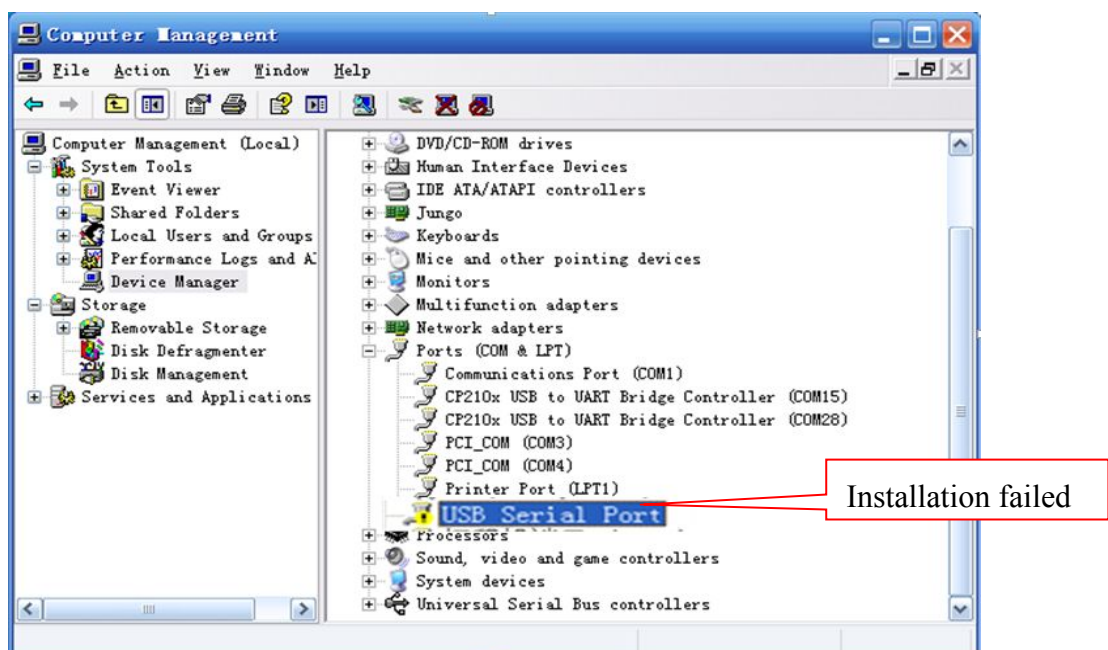 Computer Management
File Action View Window Help
Computer Management (Local)
System Tools
Event Viewer
Shared Folders
Local Users and Groups
Performance Logs and A
Device Manager
Storage
Removable Storage
Disk Defragmenter
Disk Management
Services and Applications
DVD/CD-ROM drives
Human Interface Devices
IDE ATA/ATAPI controllers
Jungo
Keyboards
Mice and other pointing devices
Monitors
Multifunction adapters
Network adapters
Ports (COM & LPT)
Communications Port (COM1)
CP210x USB to UART Bridge Controller (COM15)
CP210x USB to UART Bridge Controller (COM28)
PCI_COM (COM3)
PCI_COM (COM4)
Printer Port (LPT1)
USB Serial Port
Processors
Sound, video and game controllers
System devices
Universal Serial Bus controllers
Installation failed